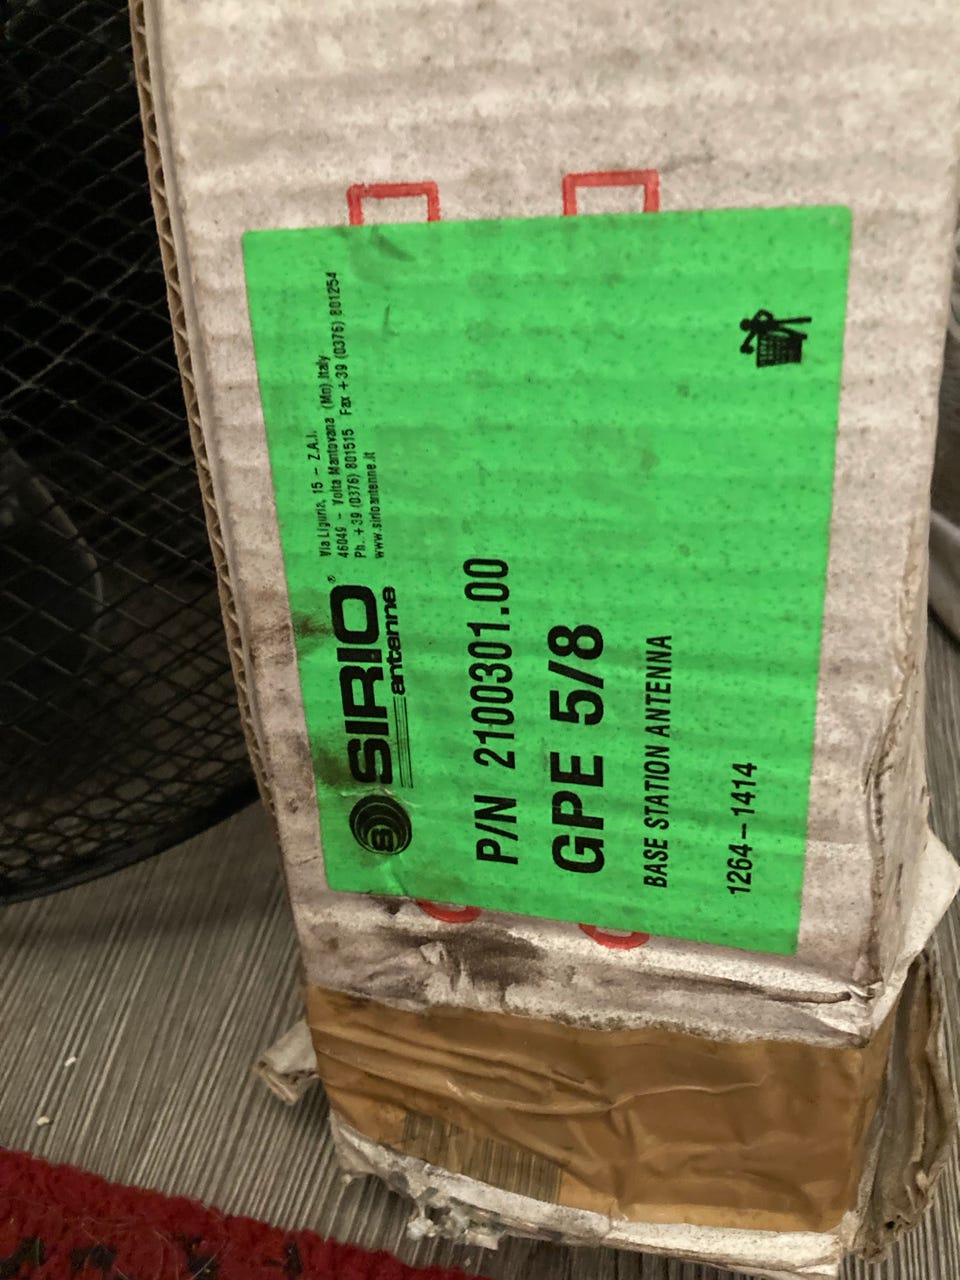 SIRIO®
antenne
Via Liguria, 15 - Z.A.I.
46049 - Volta Mantovana (Mn) Italy
Ph. +39 (0376) 801515 Fax +39 (0376) 801254
www.sirioantenne.it
P/N 2100301.00
GPE 5/8
BASE STATION ANTENNA
1264-1414